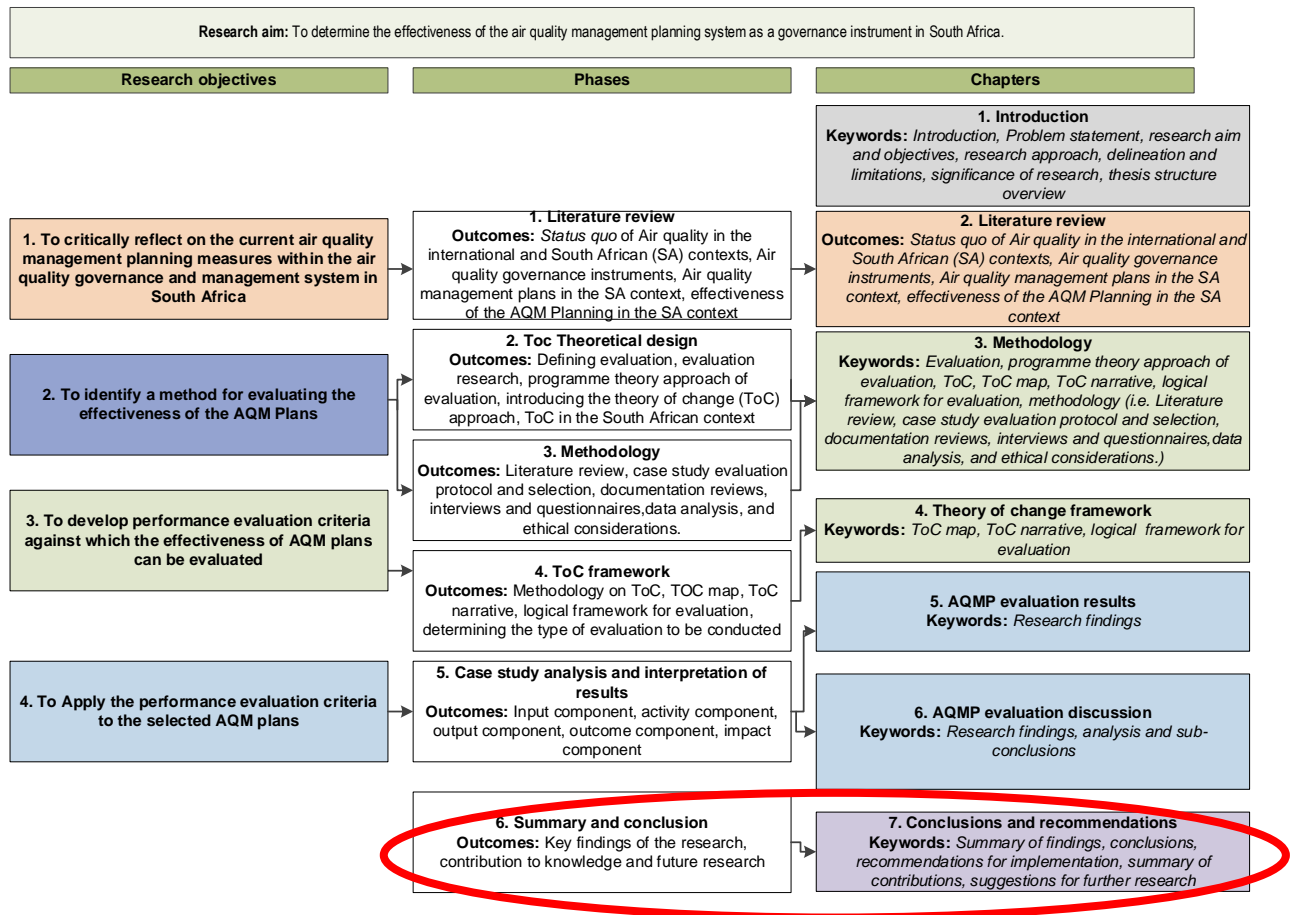 Research aim: To determine the effectiveness of the air quality management planning system as a governance instrument in South Africa.
Research objectives
Phases
Chapters
1. Introduction
Keywords: Introduction, Problem statement, research aim
and objectives, research approach, delineation and
limitations, significance of research, thesis structure
overview
1. To critically reflect on the current air quality
management planning measures within the air
quality governance and management system in
South Africa
1. Literature review
Outcomes: Status quo of Air quality in the
international and South African (SA) contexts, Air
quality governance instruments, Air quality
management plans in the SA context, effectiveness
of the AQM Planning in the SA context
2. Literature review
Outcomes: Status quo of Air quality in the international and
South African (SA) contexts, Air quality governance
instruments, Air quality management plans in the SA
context, effectiveness of the AQM Planning in the SA
context
2. To identify a method for evaluating the
effectiveness of the AQM Plans
2. Toc Theoretical design
Outcomes: Defining evaluation, evaluation
research, programme theory approach of
evaluation, introducing the theory of change (ToC)
approach, ToC in the South African context
3. Methodology
Outcomes: Literature review, case study evaluation
protocol and selection, documentation reviews,
interviews and questionnaires,data analysis, and
ethical considerations.
3. Methodology
Keywords: Evaluation, programme theory approach of
evaluation, ToC, ToC map, ToC narrative, logical
framework for evaluation, methodology (i.e. Literature
review, case study evaluation protocol and selection,
documentation reviews, interviews and questionnaires,data
analysis, and ethical considerations.)
3. To develop performance evaluation criteria
against which the effectiveness of AQM plans
can be evaluated
4. ToC framework
Outcomes: Methodology on ToC, TOC map, ToC
narrative, logical framework for evaluation,
determining the type of evaluation to be conducted
4. Theory of change framework
Keywords: ToC map, ToC narrative, logical framework for
evaluation
4. To Apply the performance evaluation criteria
to the selected AQM plans
5. Case study analysis and interpretation of
results
Outcomes: Input component, activity component,
output component, outcome component, impact
component
5. AQMP evaluation results
Keywords: Research findings
6. AQMP evaluation discussion
Keywords: Research findings, analysis and sub-
conclusions
6. Summary and conclusion
Outcomes: Key findings of the research,
contribution to knowledge and future research
7. Conclusions and recommendations
Keywords: Summary of findings, conclusions,
recommendations for implementation, summary of
contributions, suggestions for further research